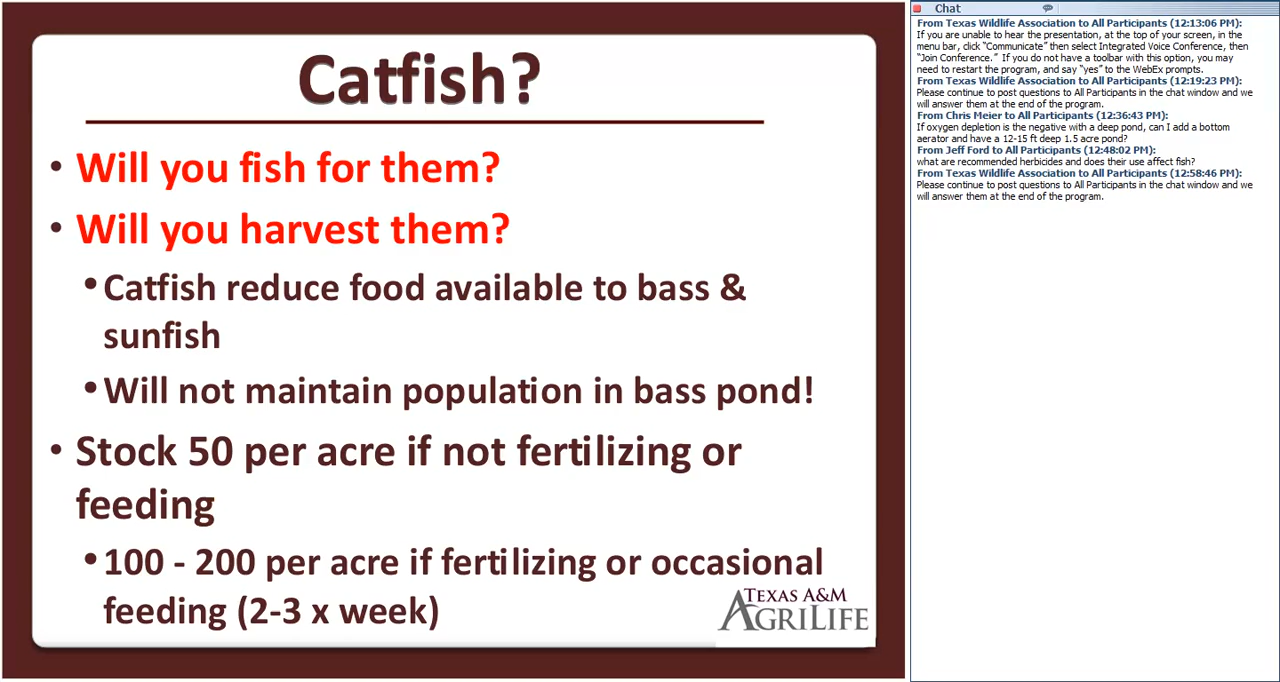 Catfish?
• Will you fish for them?
• Will you harvest them?
• Catfish reduce food available to bass &
sunfish
• Will not maintain population in bass pond!
• Stock 50 per acre if not fertilizing or
feeding
• 100 - 200 per acre if fertilizing or occasional
feeding (2-3 x week)
TEXAS A&M
AGRILIFE
Chat
From Texas Wildlife Association to All Participants (12:13:06 PM):
If you are unable to hear the presentation, at the top of your screen, in the
menu bar, click "Communicate" then select Integrated Voice Conference, then
"Join Conference." If you do not have a toolbar with this option, you may
need to restart the program, and say "yes" to the WebEx prompts.
From Texas Wildlife Association to All Participants (12:19:23 PM):
Please continue to post questions to All Participants in the chat window and we
will answer them at the end of the program.
From Chris Meier to All Participants (12:36:43 PM):
If oxygen depletion is the negative with a deep pond, can I add a bottom
aerator and have a 12-15 ft deep 1.5 acre pond?
From Jeff Ford to All Participants (12:48:02 PM):
what are recommended herbicides and does their use affect fish?
From Texas Wildlife Association to All Participants (12:58:46 PM):
Please continue to post questions to All Participants in the chat window and we
will answer them at the end of the program.